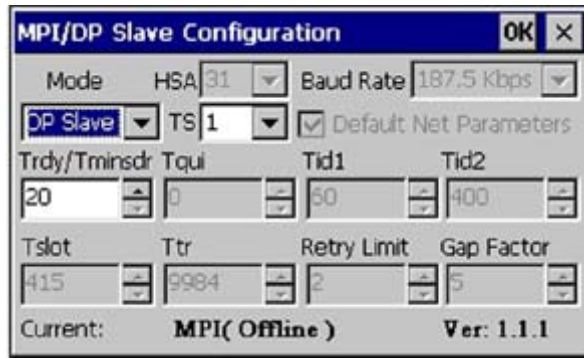 MPI/DP Slave Configuration OK ×
Mode HSA 31 Baud Rate 187.5 Kbps
DP Slave TS 1 Default Net Parameters
Trdy/Tminsdr Tqui Tid1 Tid2
20 0 60 400
Tslot Ttr Retry Limit Gap Factor
415 9984 2 5
Current: MPI( Offline ) Ver: 1.1.1